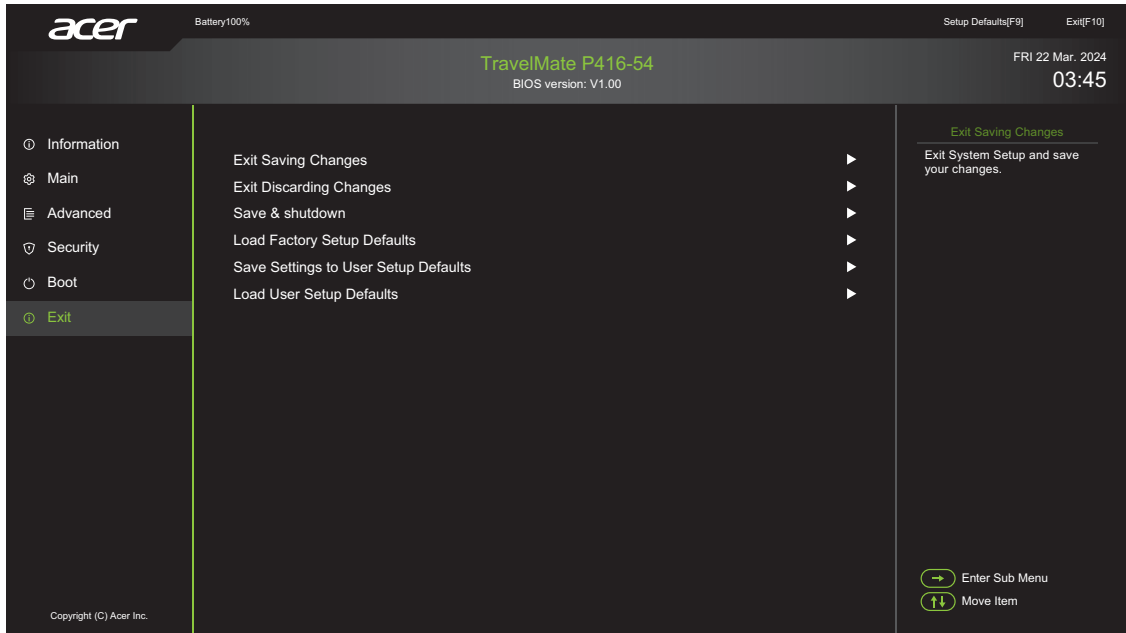 acer
Battery100%
Setup Defaults[F9] Exit[F10]
TravelMate P416-54
BIOS version: V1.00
FRI 22 Mar. 2024
03:45
Information
Main
Advanced
Security
Boot
Exit
Exit Saving Changes
Exit Discarding Changes
Save & shutdown
Load Factory Setup Defaults
Save Settings to User Setup Defaults
Load User Setup Defaults
Exit Saving Changes
Exit System Setup and save
your changes.
Enter Sub Menu
Move Item
Copyright (C) Acer Inc.